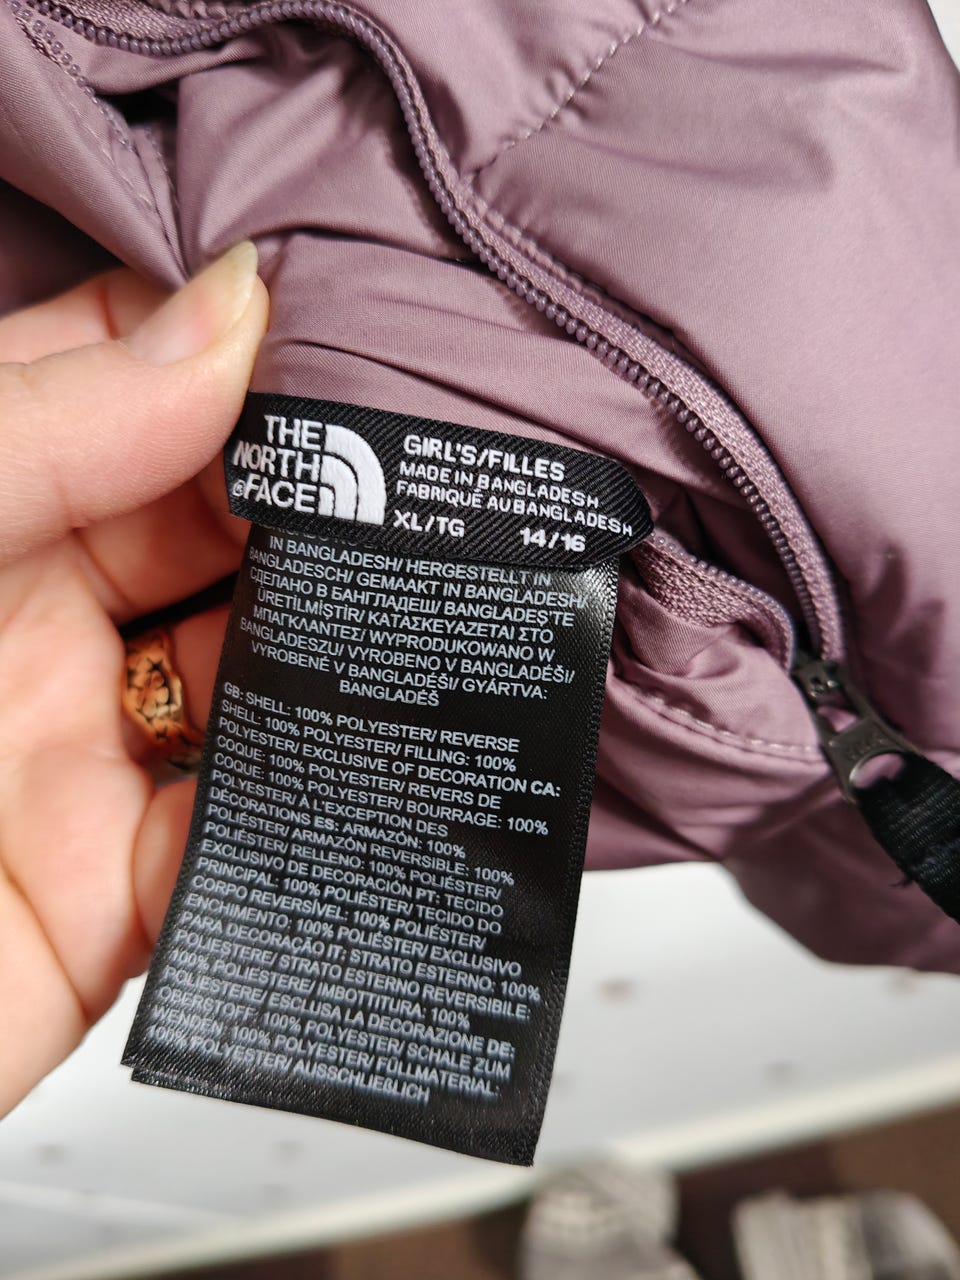 THE
NORTH
FACE
GIRL'S/FILLES
MADE IN BANGLADESH
FABRIQUÉ AU BANGLADESH
XL/TG 14/16
IN BANGLADESH/ HERGESTELLT IN
BANGLADESCH/ GEMAAKT IN BANGLADESH/
СДЕЛАНО В БАНГЛАДЕШ/ BANGLADEŞ'TE
ÜRETİLMİŞTİR/ ΚΑΤΑΣΚΕΥΑΖΕΤΑΙ ΣΤΟ
ΜΠΑΓΚΛΑΝΤΕΣ/ WYPRODUKOWANO W
BANGLADESZU/ VYROBENO V BANGLADÉŠI/
VYROBENÉ V BANGLADÉŠI/ GYÁRTVA:
BANGLADÉS
GB: SHELL: 100% POLYESTER/ REVERSE
SHELL: 100% POLYESTER/ FILLING: 100%
POLYESTER/ EXCLUSIVE OF DECORATION CA:
COQUE: 100% POLYESTER/ REVERS DE
COQUE: 100% POLYESTER/ BOURRAGE: 100%
POLYESTER/ À L'EXCEPTION DES
DÉCORATIONS ES: ARMAZÓN: 100%
POLIÉSTER/ ARMAZÓN REVERSIBLE: 100%
POLIÉSTER/ RELLENO: 100% POLIÉSTER/
EXCLUSIVO DE DECORACIÓN PT: TECIDO
PRINCIPAL: 100% POLIÉSTER/ TECIDO DO
CORPO REVERSÍVEL: 100% POLIÉSTER/
ENCHIMENTO: 100% POLIÉSTER/ EXCLUSIVO
PARA DECORAÇÃO IT: STRATO ESTERNO: 100%
POLIESTERE/ STRATO ESTERNO REVERSIBILE:
100% POLIESTERE/ IMBOTTITURA: 100%
POLIESTERE/ ESCLUSA LA DECORAZIONE DE:
OBERSTOFF: 100% POLYESTER/ SCHALE ZUM
WENDEN: 100% POLYESTER/ FÜLLMATERIAL:
100% POLYESTER/ AUSSCHLIEßLICH